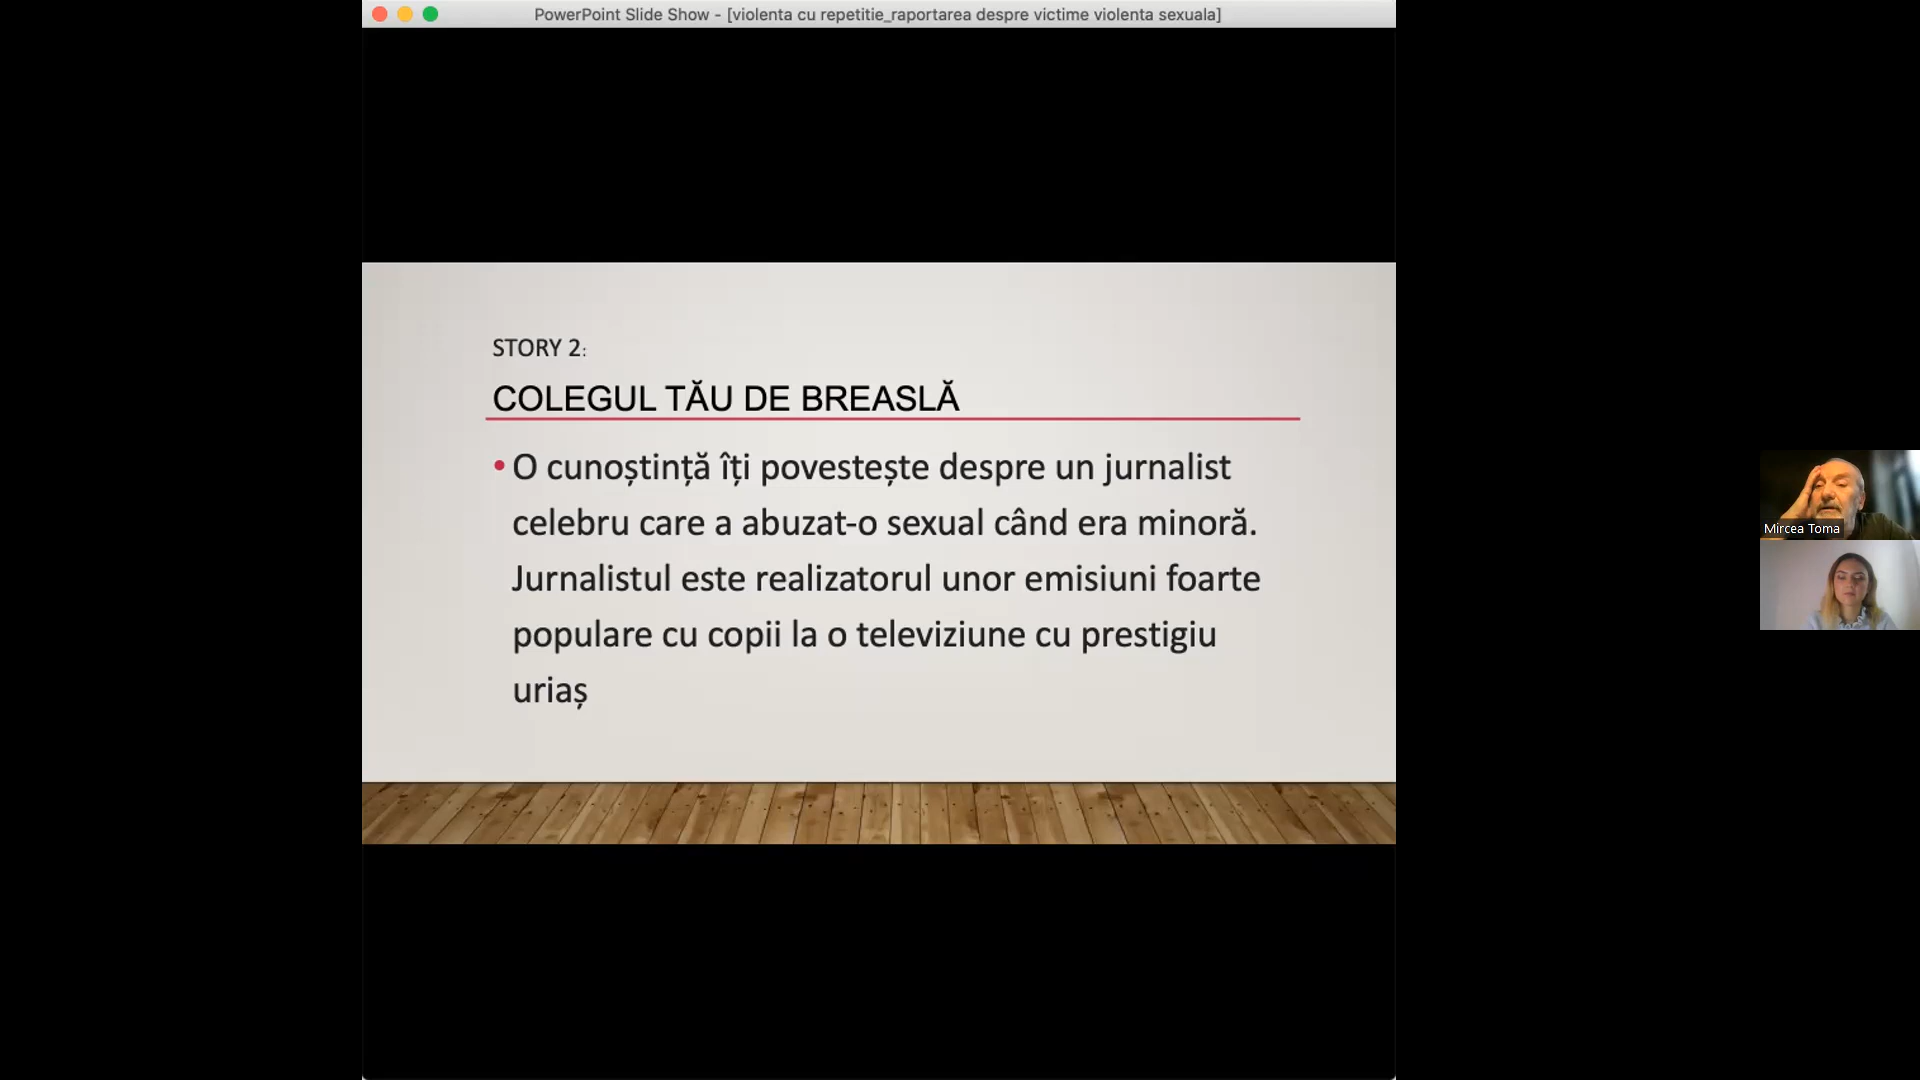 PowerPoint Slide Show - [violenta cu repetitie_raportarea despre victime violenta sexuala]
STORY 2:
COLEGUL TĂU DE BREASLĂ
• O cunoștință îți povestește despre un jurnalist
celebru care a abuzat-o sexual când era minoră.
Jurnalistul este realizatorul unor emisiuni foarte
populare cu copii la o televiziune cu prestigiu
uriaș
Mircea Toma